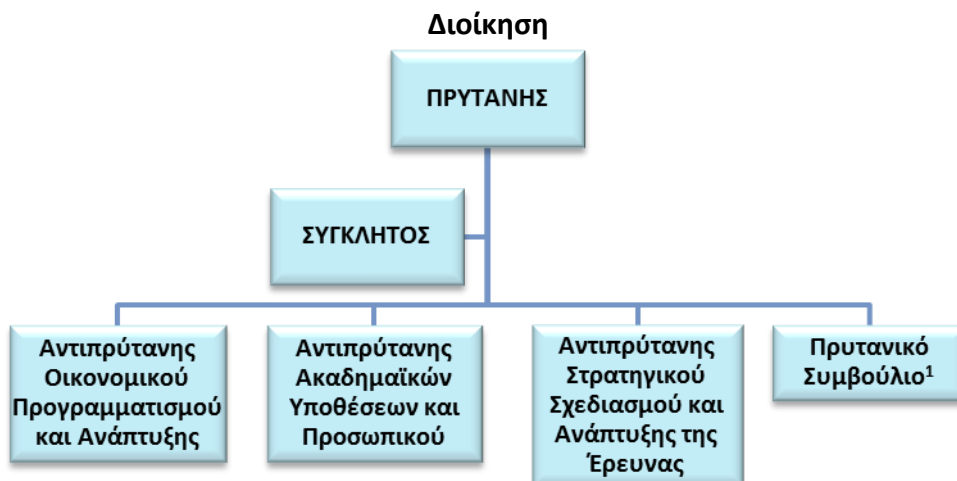 Διοίκηση
ΠΡΥΤΑΝΗΣ
ΣΥΓΚΛΗΤΟΣ
Αντιπρύτανης
Οικονομικού
Προγραμματισμού
και Ανάπτυξης
Αντιπρύτανης
Ακαδημαϊκών
Υποθέσεων και
Προσωπικού
Αντιπρύτανης
Στρατηγικού
Σχεδιασμού και
Ανάπτυξης της
Έρευνας
Πρυτανικό
Συμβούλιο¹